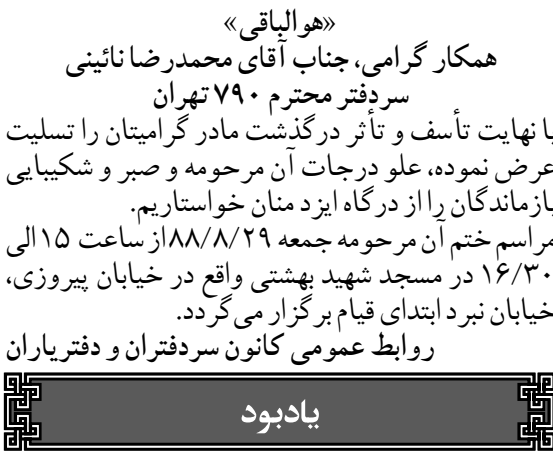 «هوالباقی»
همکار گرامی، جناب آقای محمدرضا نائینی
سردفتر محترم ۷۹۰ تهران
با نهایت تأسف و تأثر درگذشت مادر گرامیتان را تسلیت
عرض نموده، علو درجات آن مرحومه و صبر و شکیبایی
بازماندگان را از درگاه ایزد منان خواستاریم.
مراسم ختم آن مرحومه جمعه ۸۸/۸/۲۹ از ساعت ۱۵ الی
۱۶/۳۰ در مسجد شهید بهشتی واقع در خیابان پیروزی،
خیابان نبرد ابتدای قیام برگزار می‌گردد.
روابط عمومی کانون سردفتران و دفتریاران
یادبود